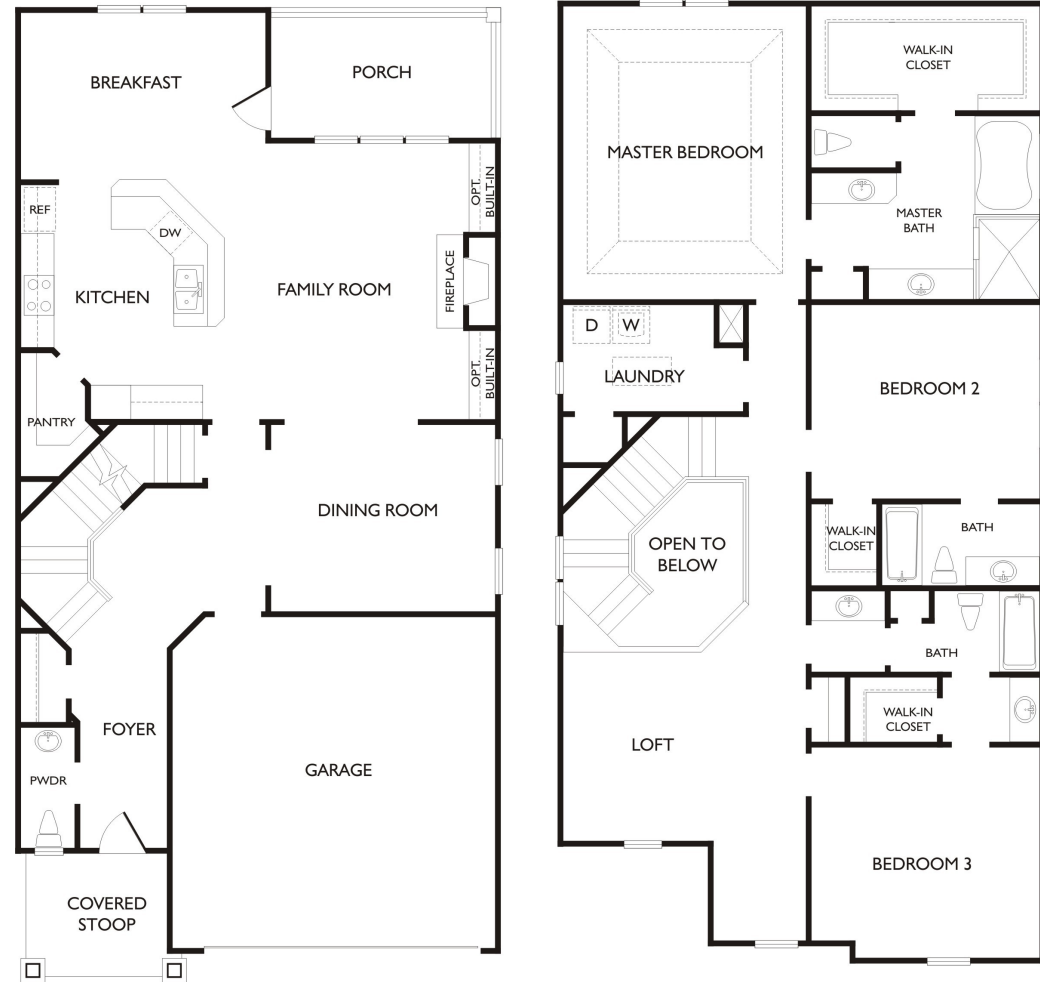 BREAKFAST
PORCH
REF
DW
OPT.
BUILT-IN
KITCHEN
FAMILY ROOM
FIREPLACE
OPT.
BUILT-IN
PANTRY
DINING ROOM
FOYER
PWDR
GARAGE
COVERED
STOOP
WALK-IN
CLOSET
MASTER BEDROOM
MASTER
BATH
D
W
LAUNDRY
BEDROOM 2
OPEN TO
BELOW
WALK-IN
CLOSET
BATH
BATH
WALK-IN
CLOSET
LOFT
BEDROOM 3